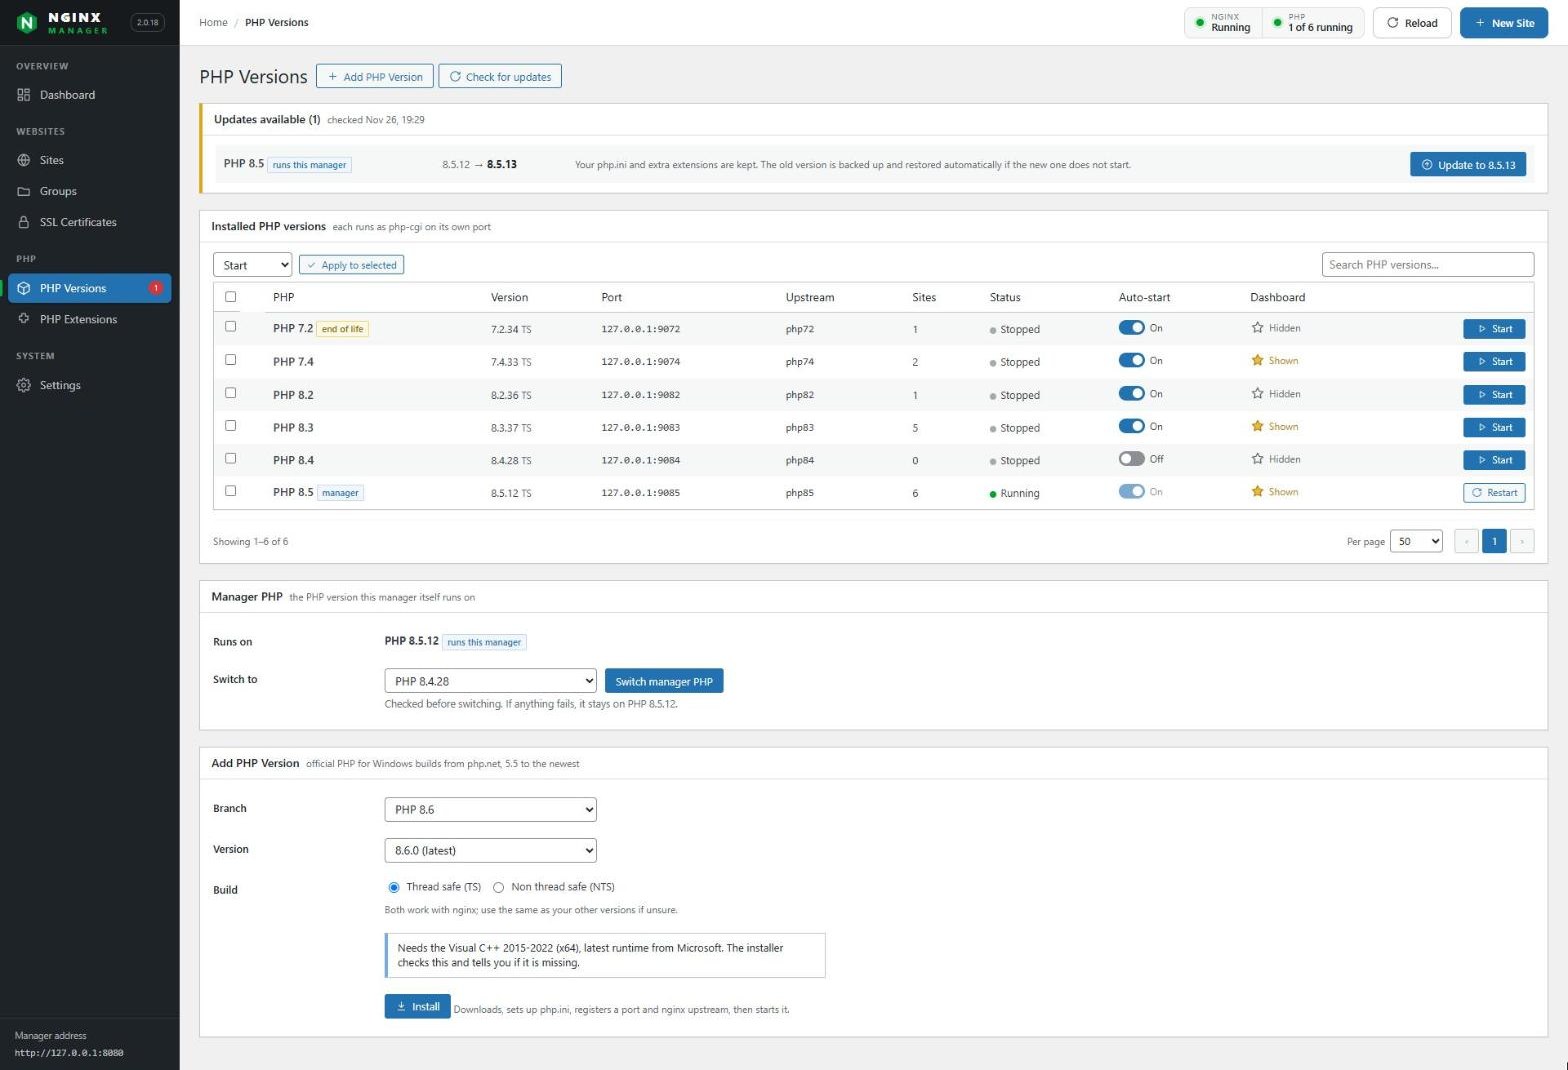 NGINX
MANAGER
2.0.18
OVERVIEW
Dashboard
WEBSITES
Sites
Groups
SSL Certificates
PHP
PHP Versions 1
PHP Extensions
SYSTEM
Settings
Manager address
http://127.0.0.1:8080
Home / PHP Versions
NGINX
Running
PHP
1 of 6 running
Reload
+ New Site
PHP Versions
+ Add PHP Version
Check for updates
Updates available (1) checked Nov 26, 19:29
PHP 8.5 runs this manager 8.5.12 → 8.5.13 Your php.ini and extra extensions are kept. The old version is backed up and restored automatically if the new one does not start. Update to 8.5.13
Installed PHP versions each runs as php-cgi on its own port
Start Apply to selected Search PHP versions...
PHP Version Port Upstream Sites Status Auto-start Dashboard
PHP 7.2 end of life 7.2.34 TS 127.0.0.1:9072 php72 1 Stopped On Hidden Start
PHP 7.4 7.4.33 TS 127.0.0.1:9074 php74 2 Stopped On Shown Start
PHP 8.2 8.2.36 TS 127.0.0.1:9082 php82 1 Stopped On Hidden Start
PHP 8.3 8.3.37 TS 127.0.0.1:9083 php83 5 Stopped On Shown Start
PHP 8.4 8.4.28 TS 127.0.0.1:9084 php84 0 Stopped Off Hidden Start
PHP 8.5 manager 8.5.12 TS 127.0.0.1:9085 php85 6 Running On Shown Restart
Showing 1–6 of 6 Per page 50 ‹ 1 ›
Manager PHP the PHP version this manager itself runs on
Runs on PHP 8.5.12 runs this manager
Switch to PHP 8.4.28 Switch manager PHP
Checked before switching. If anything fails, it stays on PHP 8.5.12.
Add PHP Version official PHP for Windows builds from php.net, 5.5 to the newest
Branch PHP 8.6
Version 8.6.0 (latest)
Build Thread safe (TS) Non thread safe (NTS)
Both work with nginx; use the same as your other versions if unsure.
Needs the Visual C++ 2015-2022 (x64), latest runtime from Microsoft. The installer
checks this and tells you if it is missing.
Install Downloads, sets up php.ini, registers a port and nginx upstream, then starts it.